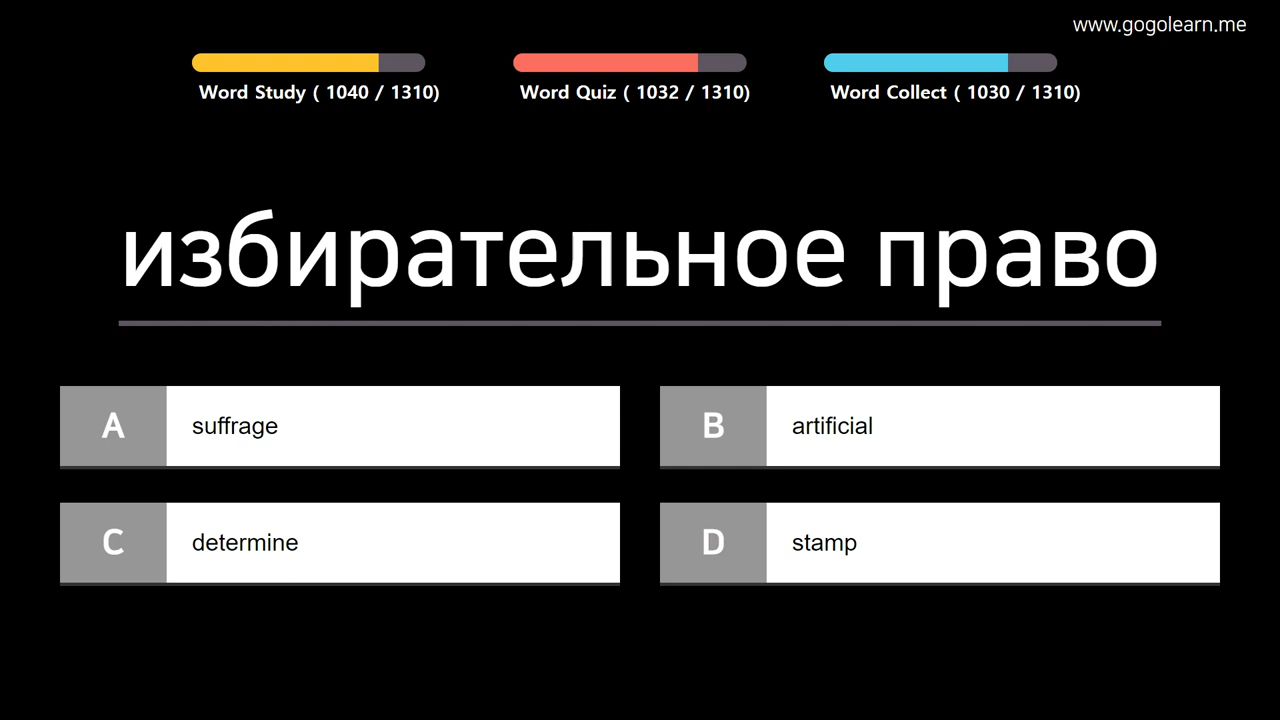 www.gogolearn.me
Word Study ( 1040 / 1310)
Word Quiz ( 1032 / 1310)
Word Collect ( 1030 / 1310)
избирательное право
A suffrage
B artificial
C determine
D stamp